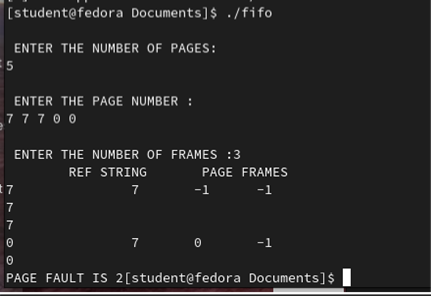 [student@fedora Documents]$ ./fifo
ENTER THE NUMBER OF PAGES:
5
ENTER THE PAGE NUMBER :
7 7 7 0 0
ENTER THE NUMBER OF FRAMES :3
REF STRING PAGE FRAMES
7 7 -1 -1
7
7
0 7 0 -1
0
PAGE FAULT IS 2[student@fedora Documents]$